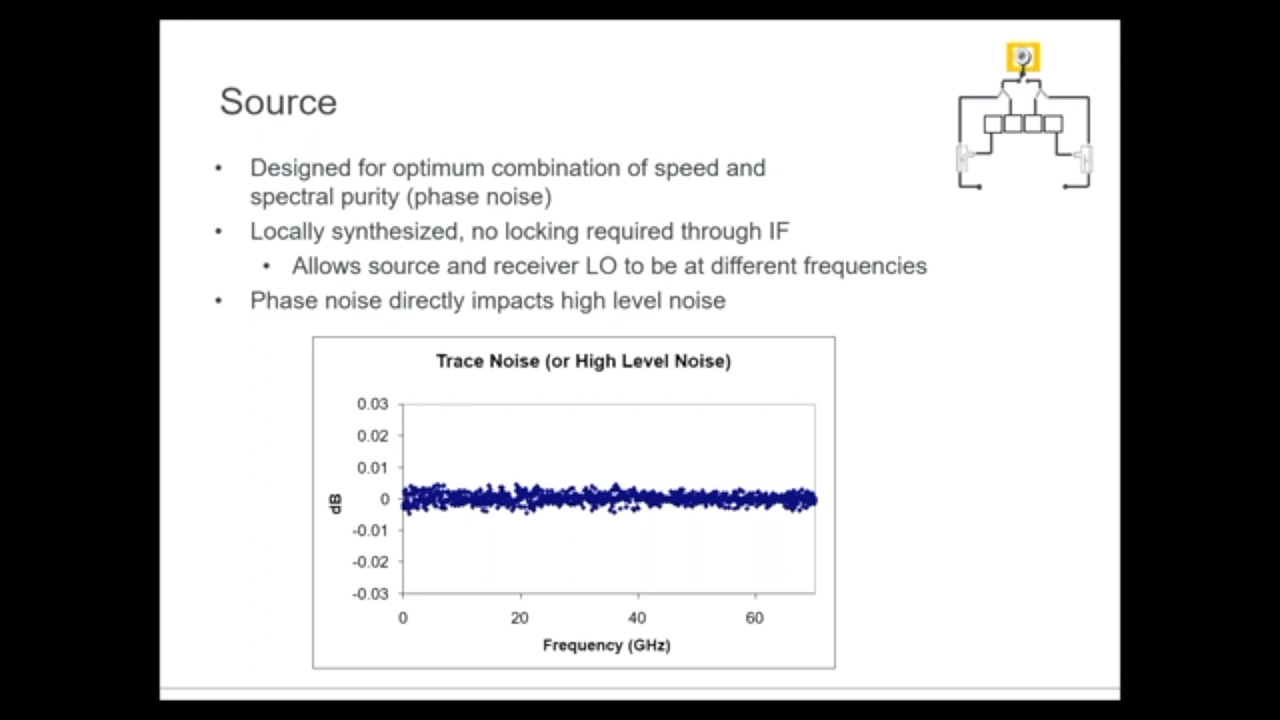 Source
• Designed for optimum combination of speed and
spectral purity (phase noise)
• Locally synthesized, no locking required through IF
• Allows source and receiver LO to be at different frequencies
• Phase noise directly impacts high level noise
Trace Noise (or High Level Noise)
0.03
0.02
0.01
0
-0.01
-0.02
-0.03
dB
0 20 40 60
Frequency (GHz)